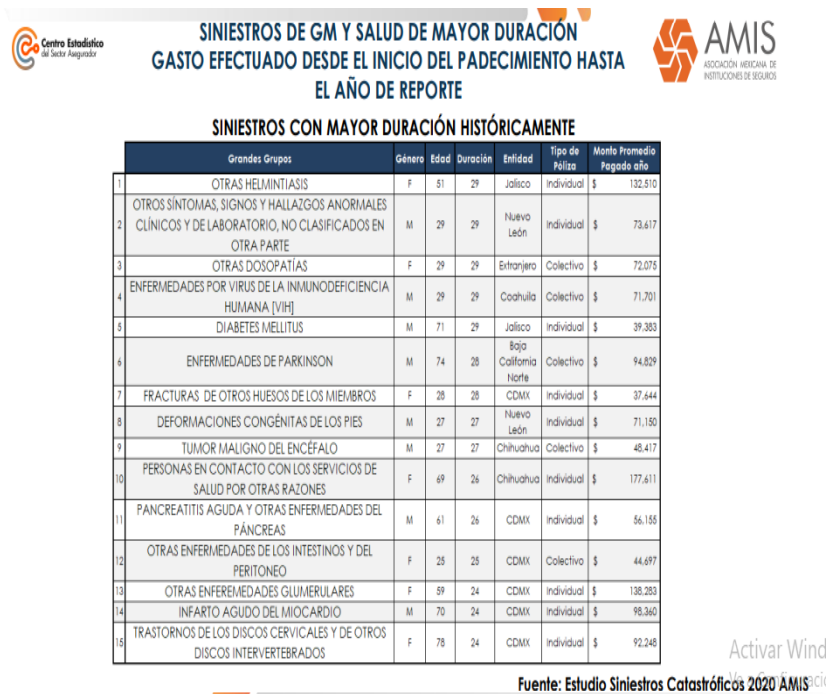 Centro Estadístico
del Sector Asegurador
SINIESTROS DE GM Y SALUD DE MAYOR DURACIÓN
GASTO EFECTUADO DESDE EL INICIO DEL PADECIMIENTO HASTA
EL AÑO DE REPORTE
AMIS
ASOCIACIÓN MEXICANA DE
INSTITUCIONES DE SEGUROS
SINIESTROS CON MAYOR DURACIÓN HISTÓRICAMENTE
Grandes Grupos Género Edad Duración Entidad Tipo de Póliza Monto Promedio Pagado año
1 OTRAS HELMINTIASIS F 51 29 Jalisco Individual $ 132,510
2 OTROS SÍNTOMAS, SIGNOS Y HALLAZGOS ANORMALES
CLÍNICOS Y DE LABORATORIO, NO CLASIFICADOS EN
OTRA PARTE M 29 29 Nuevo León Individual $ 73,617
3 OTRAS DOSOPATÍAS F 29 29 Extranjero Colectivo $ 72,075
4 ENFERMEDADES POR VIRUS DE LA INMUNODEFICIENCIA
HUMANA [VIH] M 29 29 Coahuila Colectivo $ 71,701
5 DIABETES MELLITUS M 71 29 Jalisco Individual $ 39,383
6 ENFERMEDADES DE PARKINSON M 74 28 Baja California Norte Colectivo $ 94,829
7 FRACTURAS DE OTROS HUESOS DE LOS MIEMBROS F 28 28 CDMX Individual $ 37,644
8 DEFORMACIONES CONGÉNITAS DE LOS PIES M 27 27 Nuevo León Individual $ 71,150
9 TUMOR MALIGNO DEL ENCÉFALO M 27 27 Chihuahua Colectivo $ 48,417
10 PERSONAS EN CONTACTO CON LOS SERVICIOS DE
SALUD POR OTRAS RAZONES F 69 26 Chihuahua Individual $ 177,611
11 PANCREATITIS AGUDA Y OTRAS ENFERMEDADES DEL
PÁNCREAS M 61 26 CDMX Individual $ 56,155
12 OTRAS ENFERMEDADES DE LOS INTESTINOS Y DEL
PERITONEO F 25 25 CDMX Colectivo $ 44,697
13 OTRAS ENFEREMEDADES GLUMERULARES F 59 24 CDMX Individual $ 138,283
14 INFARTO AGUDO DEL MIOCARDIO M 70 24 CDMX Individual $ 98,360
15 TRASTORNOS DE LOS DISCOS CERVICALES Y DE OTROS
DISCOS INTERVERTEBRADOS F 78 24 CDMX Individual $ 92,248
Activar Wind
Fuente: Estudio Siniestros Catastróficos 2020 AMIS